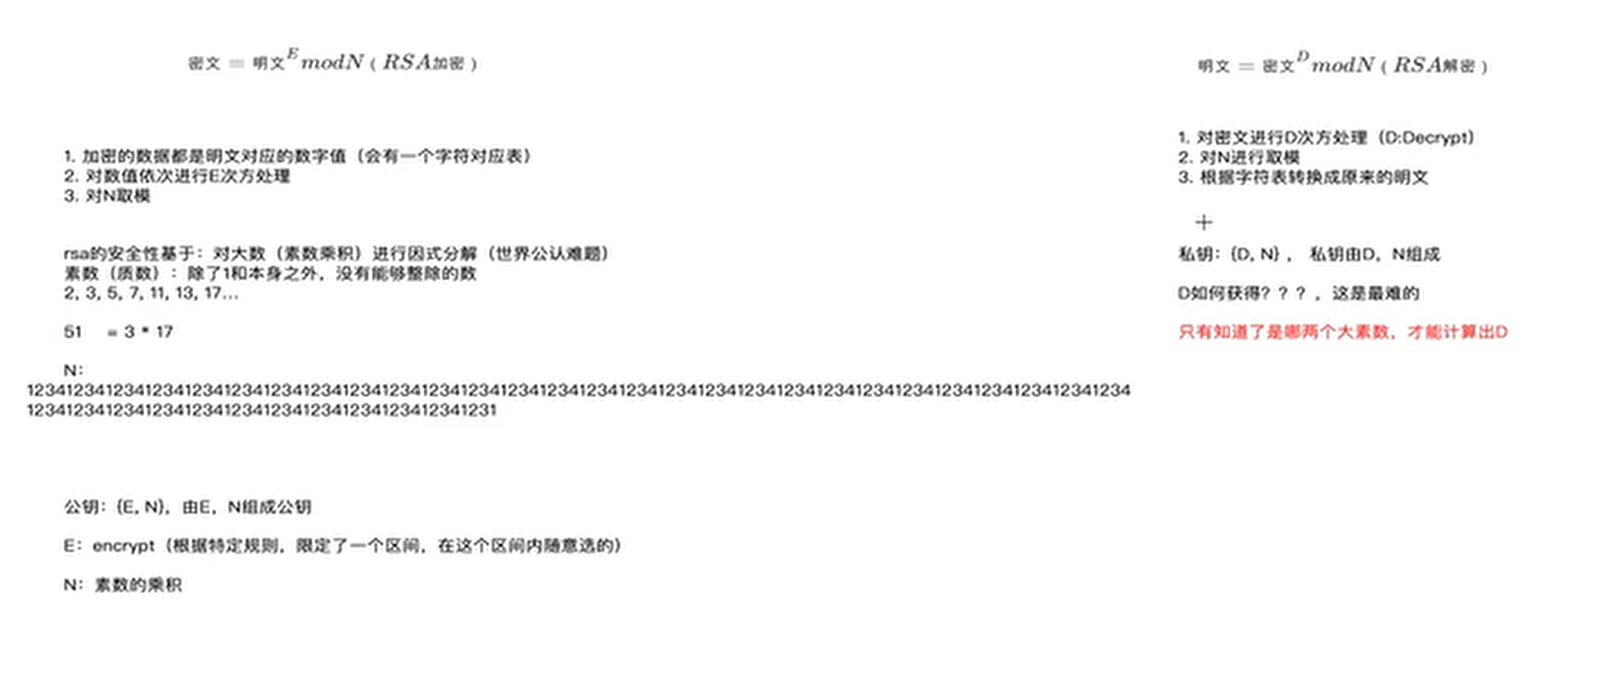 密文 = 明文^E modN ( RSA加密 )
1. 加密的数据都是明文对应的数字值（会有一个字符对应表）
2. 对数值依次进行E次方处理
3. 对N取模
rsa的安全性基于：对大数（素数乘积）进行因式分解（世界公认难题）
素数（质数）：除了1和本身之外，没有能够整除的数
2, 3, 5, 7, 11, 13, 17...
51 = 3 * 17
N:
1234123412341234123412341234123412341234123412341234123412341234123412341234123412341234123412341234123412341234123412341234
12341234123412341234123412341234123412341234123412341231
公钥：{E, N}，由E，N组成公钥
E：encrypt（根据特定规则，限定了一个区间，在这个区间内随意选的）
N：素数的乘积
明文 = 密文^D modN ( RSA解密 )
1. 对密文进行D次方处理（D:Decrypt）
2. 对N进行取模
3. 根据字符表转换成原来的明文
私钥：{D, N} ， 私钥由D，N组成
D如何获得？？？，这是最难的
只有知道了是哪两个大素数，才能计算出D